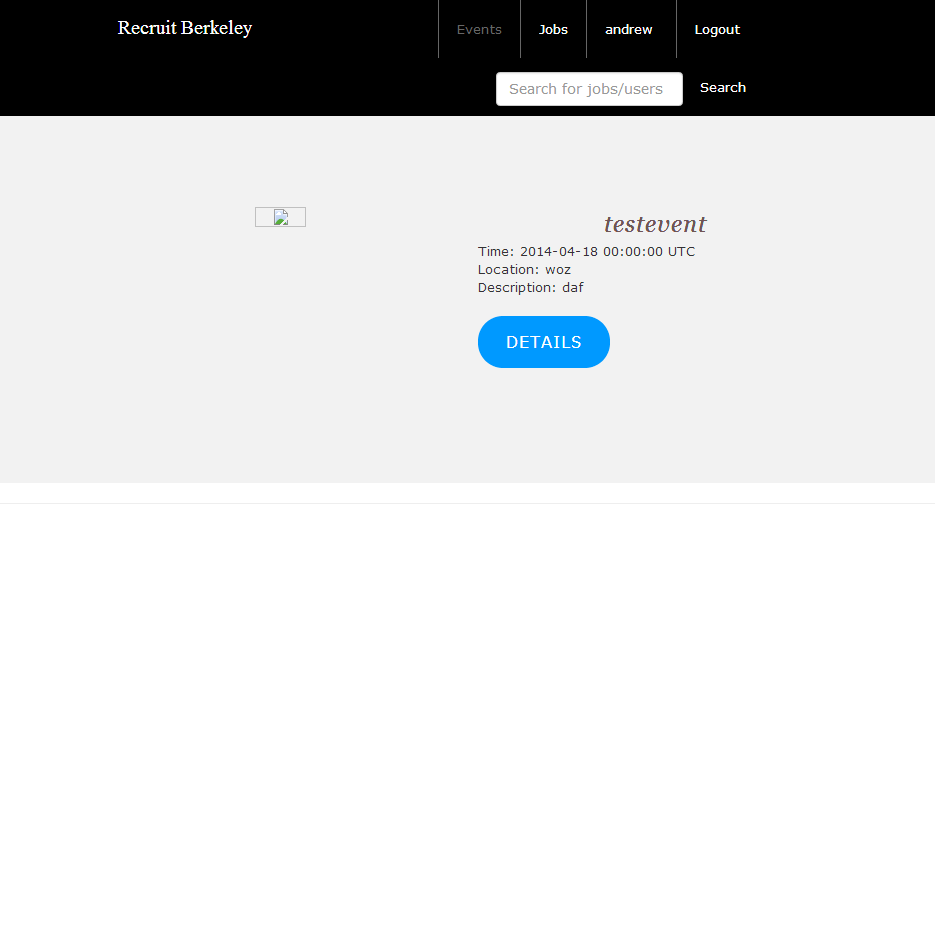 Recruit Berkeley
Events
Jobs
andrew
Logout
Search for jobs/users
Search
testevent
Time: 2014-04-18 00:00:00 UTC
Location: woz
Description: daf
DETAILS